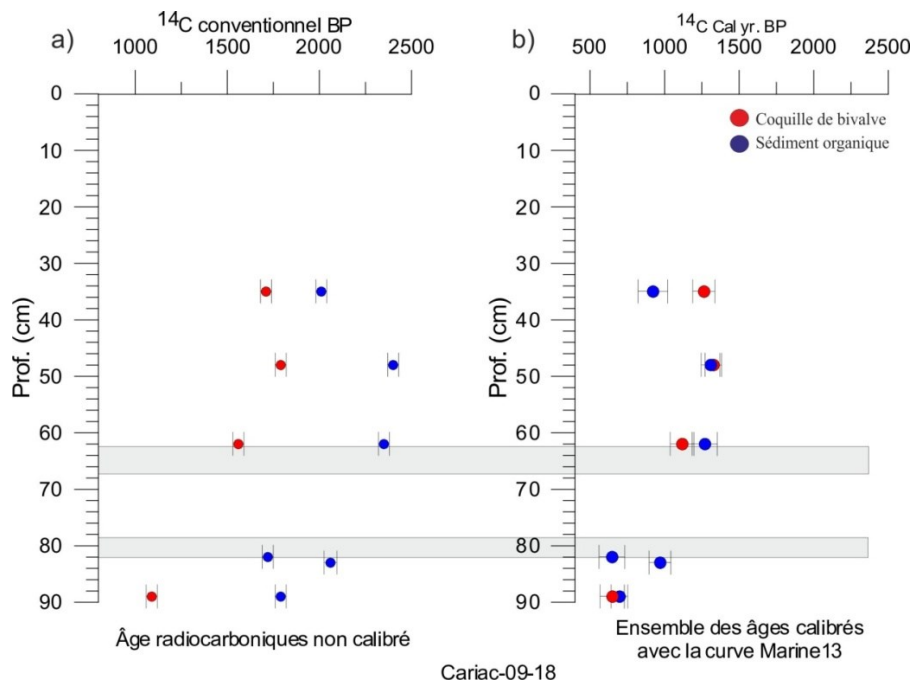 a)
14C conventionnel BP
1000 1500 2000 2500
0
10
20
30
40
50
60
70
80
90
Prof. (cm)
Âge radiocarboniques non calibré
b)
14C Cal yr. BP
500 1000 1500 2000 2500
Coquille de bivalve
Sédiment organique
0
10
20
30
40
50
60
70
80
90
Prof. (cm)
Ensemble des âges calibrés
avec la curve Marine13
Cariac-09-18